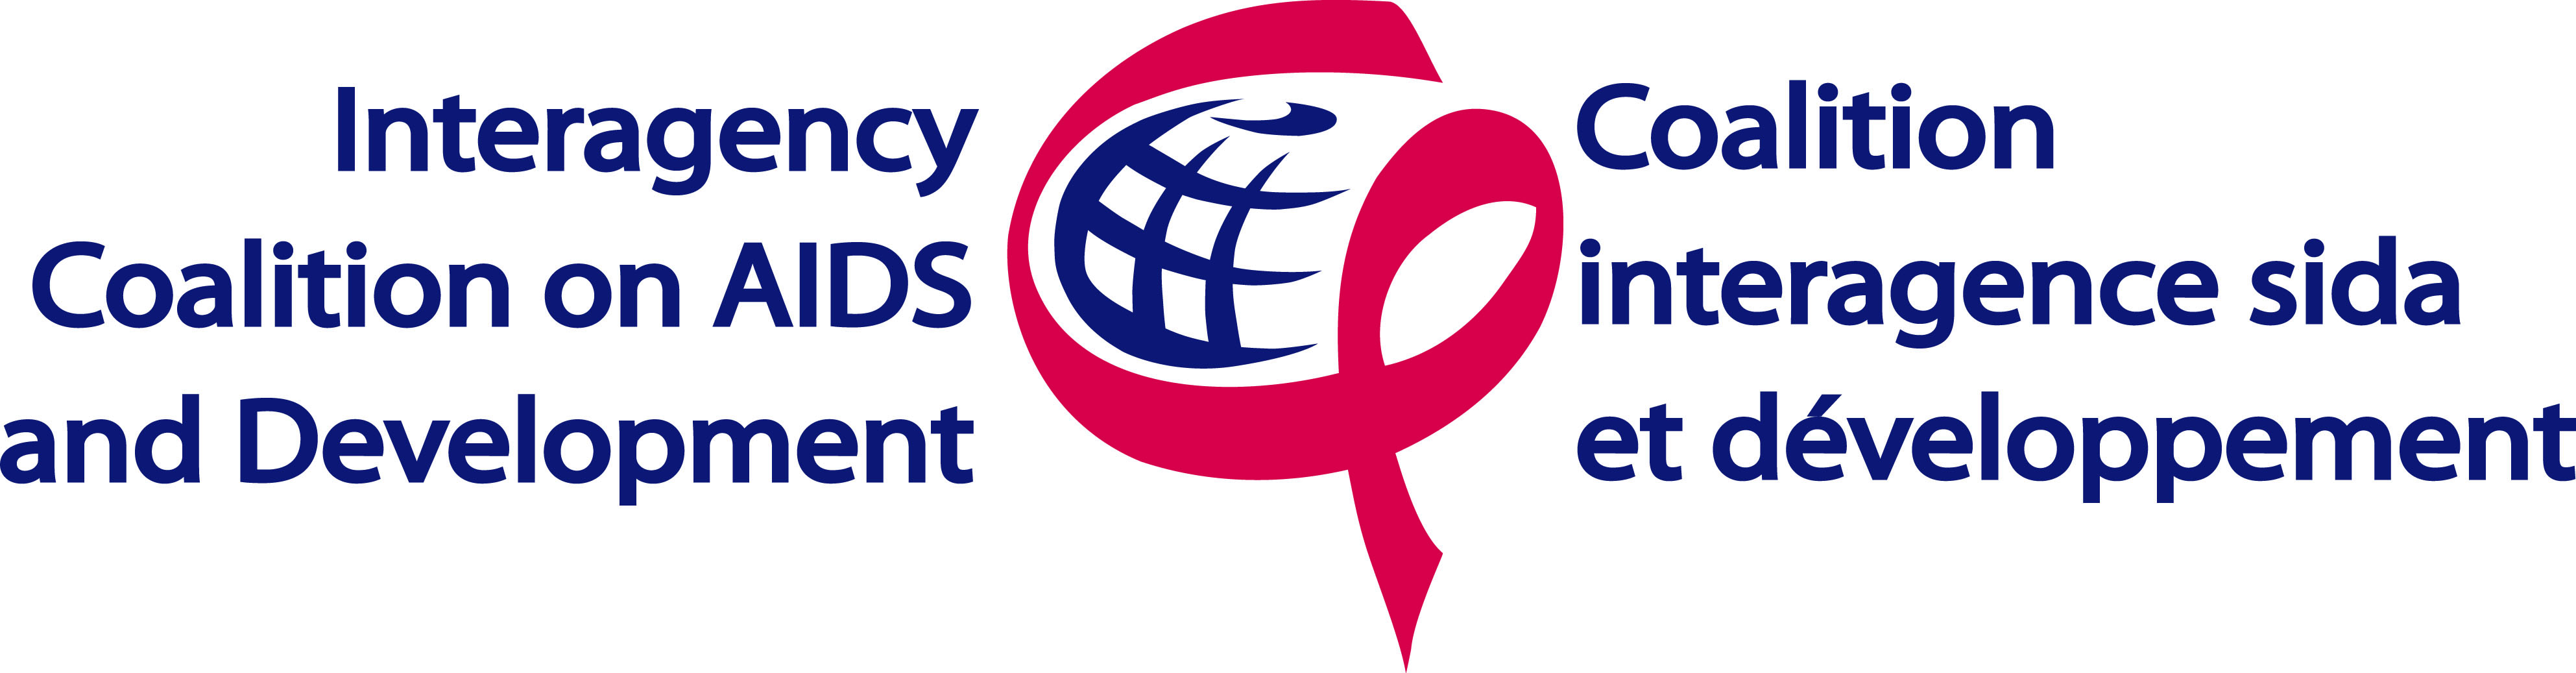 Interagency
Coalition on AIDS
and Development
Coalition
interagence sida
et développement